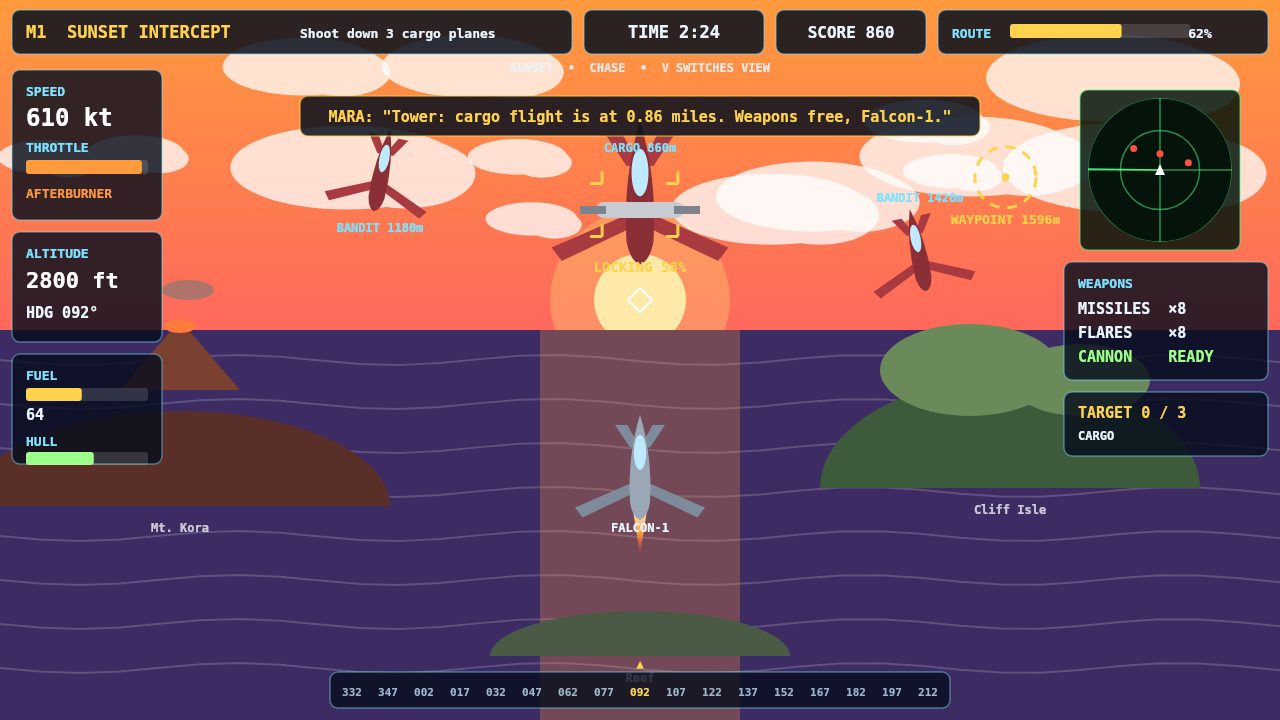 M1 SUNSET INTERCEPT
Shoot down 3 cargo planes
TIME 2:24
SCORE 860
ROUTE 62%
SUNSET • CHASE • V SWITCHES VIEW
SPEED
610 kt
THROTTLE
AFTERBURNER
MARA: "Tower: cargo flight is at 0.86 miles. Weapons free, Falcon-1."
CARGO 860m
BANDIT 1180m
BANDIT 1420m
WAYPOINT 1596m
LOCKING 58%
ALTITUDE
2800 ft
HDG 092°
WEAPONS
MISSILES ×8
FLARES ×8
CANNON READY
FUEL
64
HULL
TARGET 0 / 3
CARGO
Mt. Kora
FALCON-1
Cliff Isle
Reef
332 347 002 017 032 047 062 077 092 107 122 137 152 167 182 197 212